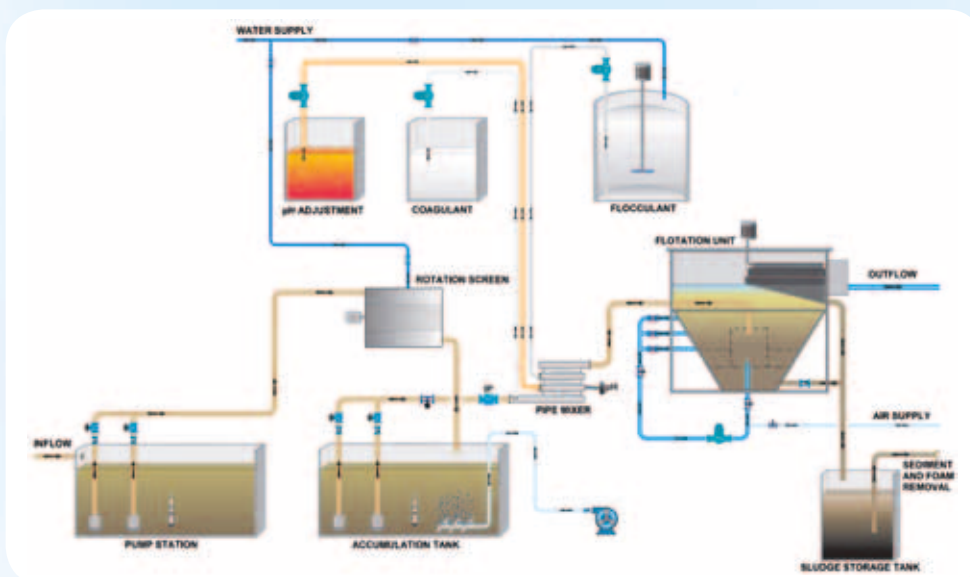 WATER SUPPLY
pH ADJUSTMENT
COAGULANT
FLOCCULANT
FLOTATION UNIT
ROTATION SCREEN
OUTFLOW
pH
PIPE MIXER
AIR SUPPLY
INFLOW
SEDIMENT
AND FOAM
REMOVAL
PUMP STATION
ACCUMULATION TANK
SLUDGE STORAGE TANK